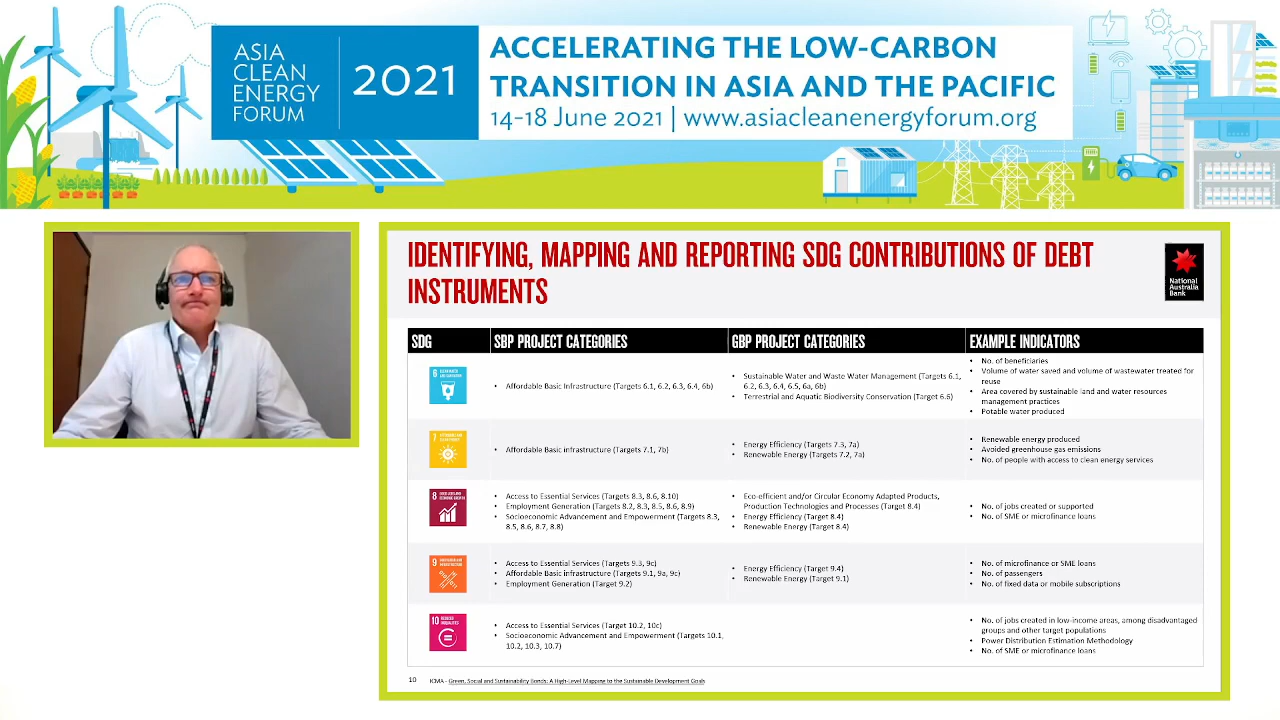 ASIA
CLEAN
ENERGY
FORUM
2021
ACCELERATING THE LOW-CARBON
TRANSITION IN ASIA AND THE PACIFIC
14-18 June 2021 | www.asiacleanenergyforum.org
IDENTIFYING, MAPPING AND REPORTING SDG CONTRIBUTIONS OF DEBT
INSTRUMENTS
National
Australia
Bank
SDG
SBP PROJECT CATEGORIES
GBP PROJECT CATEGORIES
EXAMPLE INDICATORS
6
• Affordable Basic Infrastructure (Targets 6.1, 6.2, 6.3, 6.4, 6b)
• Sustainable Water and Waste Water Management (Targets 6.1,
6.2, 6.3, 6.4, 6.5, 6a, 6b)
• Terrestrial and Aquatic Biodiversity Conservation (Target 6.6)
• No. of beneficiaries
• Volume of water saved and volume of wastewater treated for
reuse
• Area covered by sustainable land and water resources
management practices
• Potable water produced
7
• Affordable Basic infrastructure (Targets 7.1, 7b)
• Energy Efficiency (Targets 7.3, 7a)
• Renewable Energy (Targets 7.2, 7a)
• Renewable energy produced
• Avoided greenhouse gas emissions
• No. of people with access to clean energy services
8
• Access to Essential Services (Targets 8.3, 8.6, 8.10)
• Employment Generation (Targets 8.2, 8.3, 8.5, 8.6, 8.9)
• Socioeconomic Advancement and Empowerment (Targets 8.3,
8.5, 8.6, 8.7, 8.8)
• Eco-efficient and/or Circular Economy Adapted Products,
Production Technologies and Processes (Target 8.4)
• Energy Efficiency (Target 8.4)
• Renewable Energy (Target 8.4)
• No. of jobs created or supported
• No. of SME or microfinance loans
9
• Access to Essential Services (Targets 9.3, 9c)
• Affordable Basic infrastructure (Targets 9.1, 9a, 9c)
• Employment Generation (Target 9.2)
• Energy Efficiency (Target 9.4)
• Renewable Energy (Target 9.1)
• No. of microfinance or SME loans
• No. of passengers
• No. of fixed data or mobile subscriptions
10 REDUCED
INEQUALITIES
• Access to Essential Services (Target 10.2, 10c)
• Socioeconomic Advancement and Empowerment (Targets 10.1,
10.2, 10.3, 10.7)
• No. of jobs created in low-income areas, among disadvantaged
groups and other target populations
• Power Distribution Estimation Methodology
• No. of SME or microfinance loans
10
ICMA - Green, Social and Sustainability Bonds: A High-Level Mapping to the Sustainable Development Goals